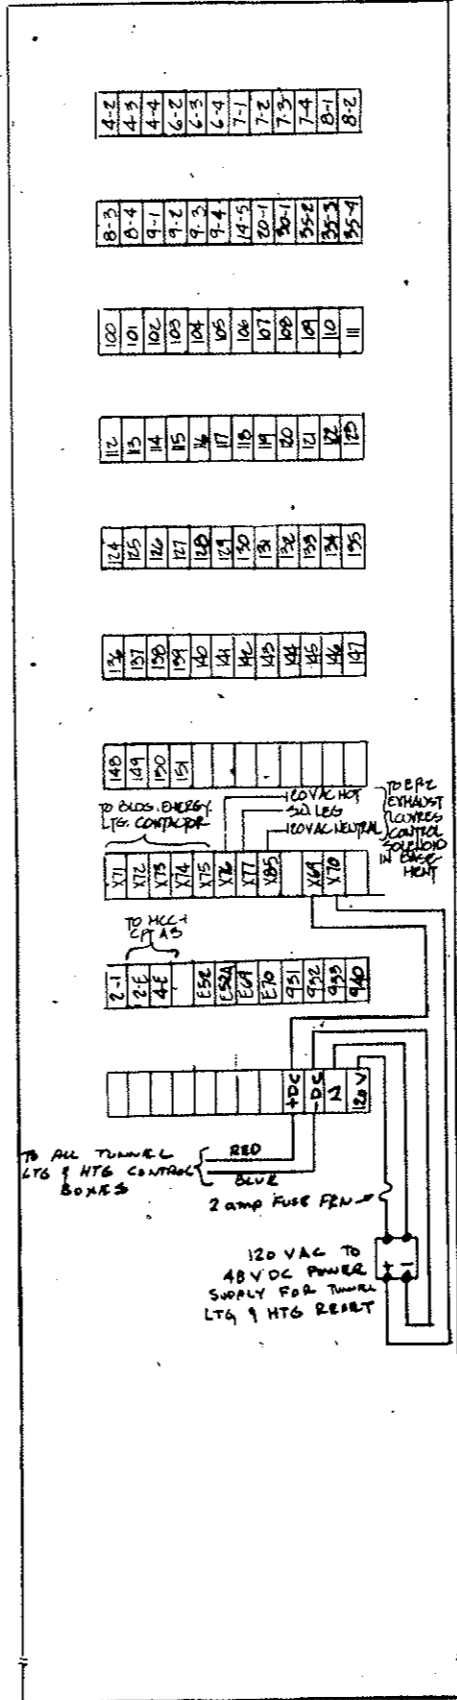 4-2 4-3 4-4 6-2 6-3 6-4 7-1 7-2 7-3 7-4 8-1 8-2
8-3 8-4 9-1 9-2 9-3 9-4 14-5 20-1 30-1 35-2 35-3 35-4
100 101 102 103 104 105 106 107 108 109 110 111
112 113 114 115 116 117 118 119 120 121 122 123
124 125 126 127 128 129 130 131 132 133 134 135
136 137 138 139 140 141 142 143 144 145 146 147
148 149 150 151
TO BLDG. ENERGY
LTG. CONTACTOR
120VAC HOT
SW LEG
120VAC NEUTRAL
TO EP-2
EXHAUST
LOUVRES
CONTROL
SOLENOID
IN BASE-
MENT
X71 X72 X73 X74 X75 X76 X77 X85 X69 X70
TO MCC-1
CPT A3
2-1 2-E 4-E E52 E52A E69 E70 931 932 933 940
+DC -DC N 120V
TO ALL TUNNEL
LTG & HTG CONTROL
BOXES
RED
BLUE
2 amp FUSE FRN
+ -
120 VAC TO
48 VDC POWER
SUPPLY FOR TUNNEL
LTG & HTG RESET